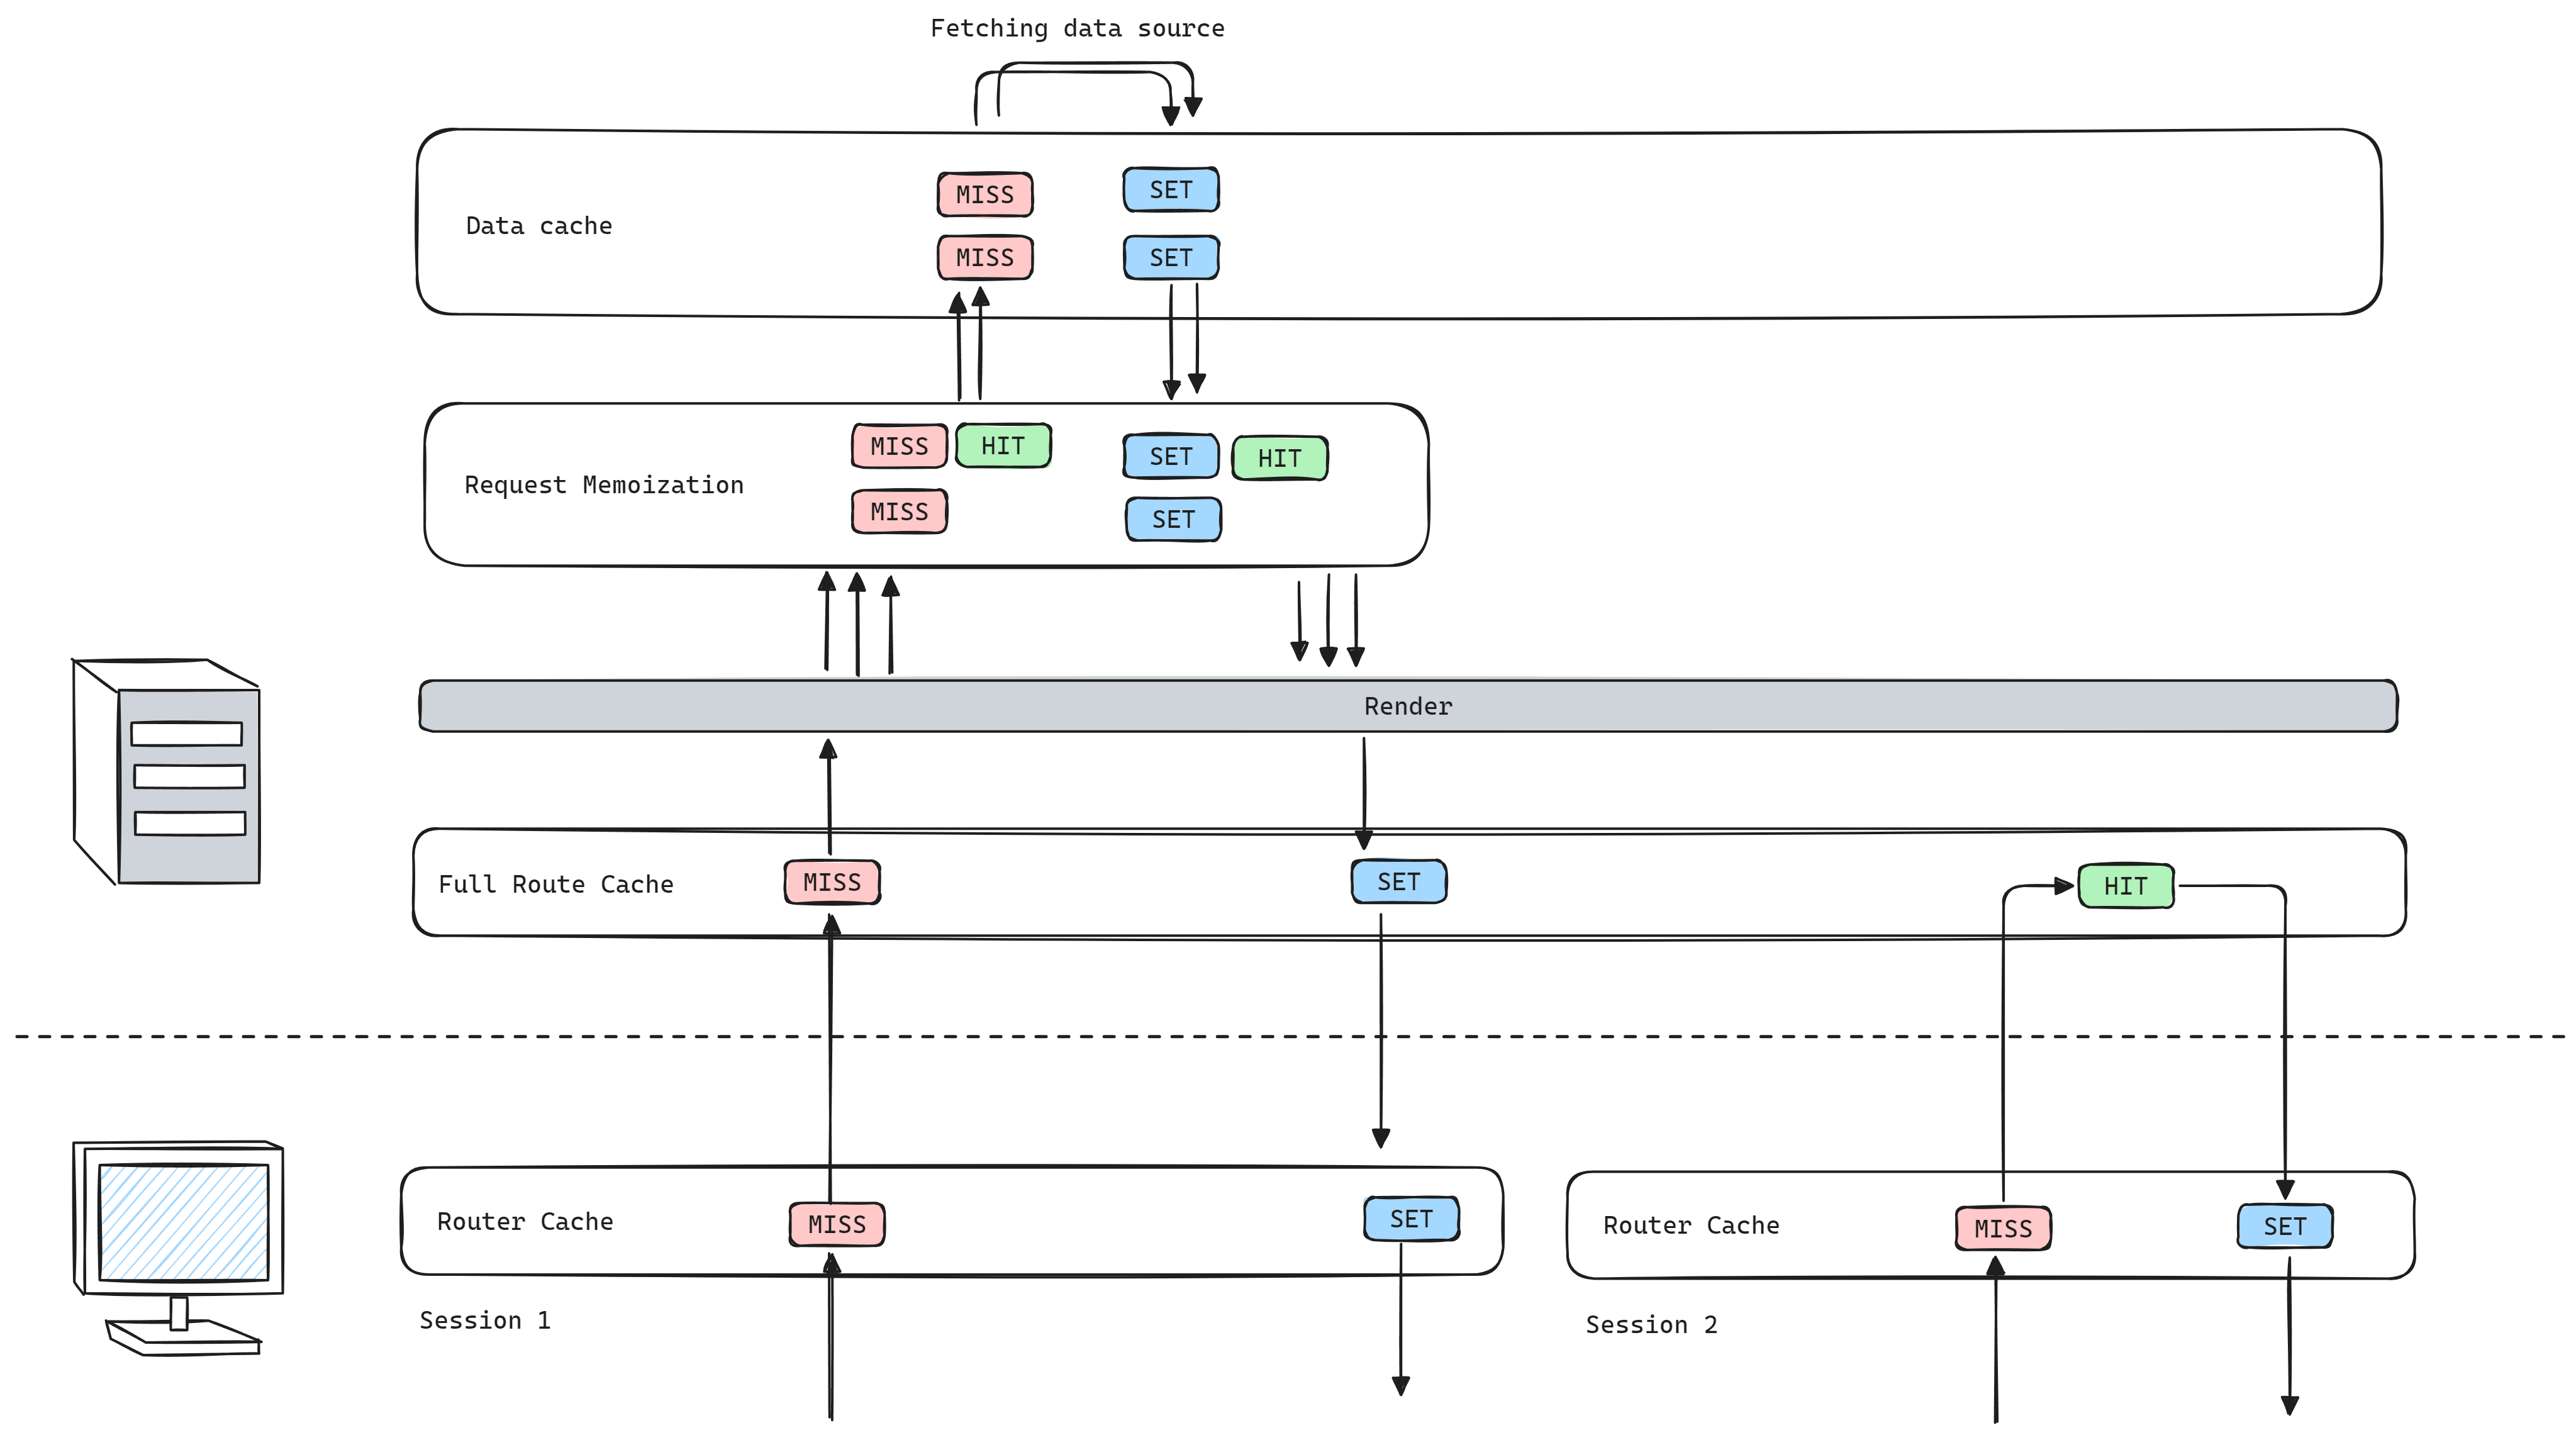 Fetching data source
MISS
SET
Data cache
MISS
SET
MISS
HIT
SET
HIT
Request Memoization
MISS
SET
Render
Full Route Cache
MISS
SET
HIT
Router Cache
MISS
SET
Router Cache
MISS
SET
Session 1
Session 2